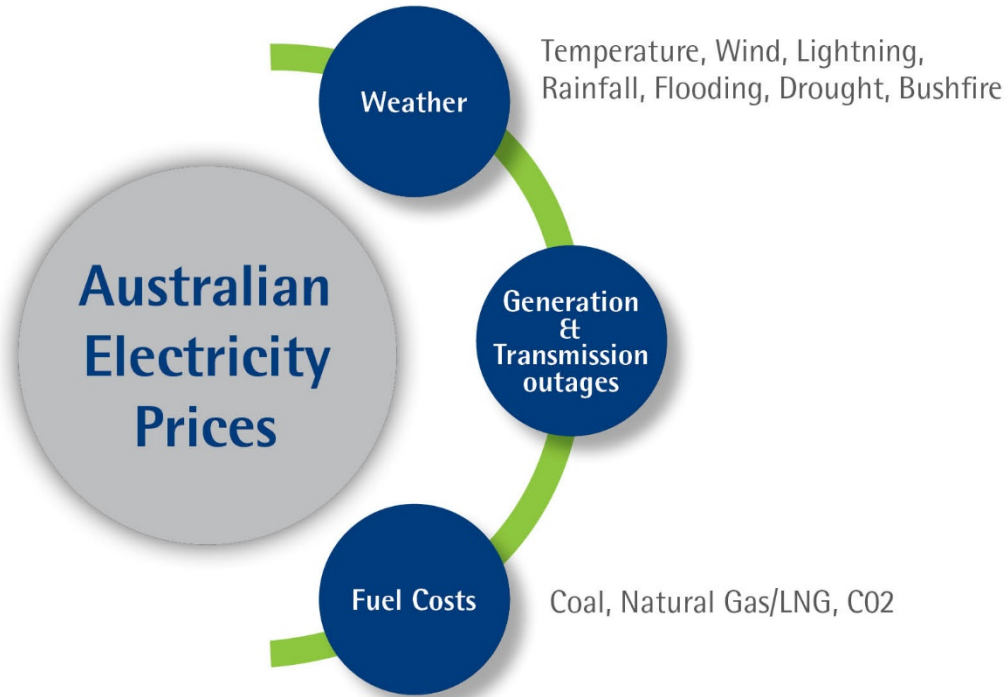 Weather
Temperature, Wind, Lightning,
Rainfall, Flooding, Drought, Bushfire
Australian
Electricity
Prices
Generation
&
Transmission
outages
Fuel Costs
Coal, Natural Gas/LNG, C02